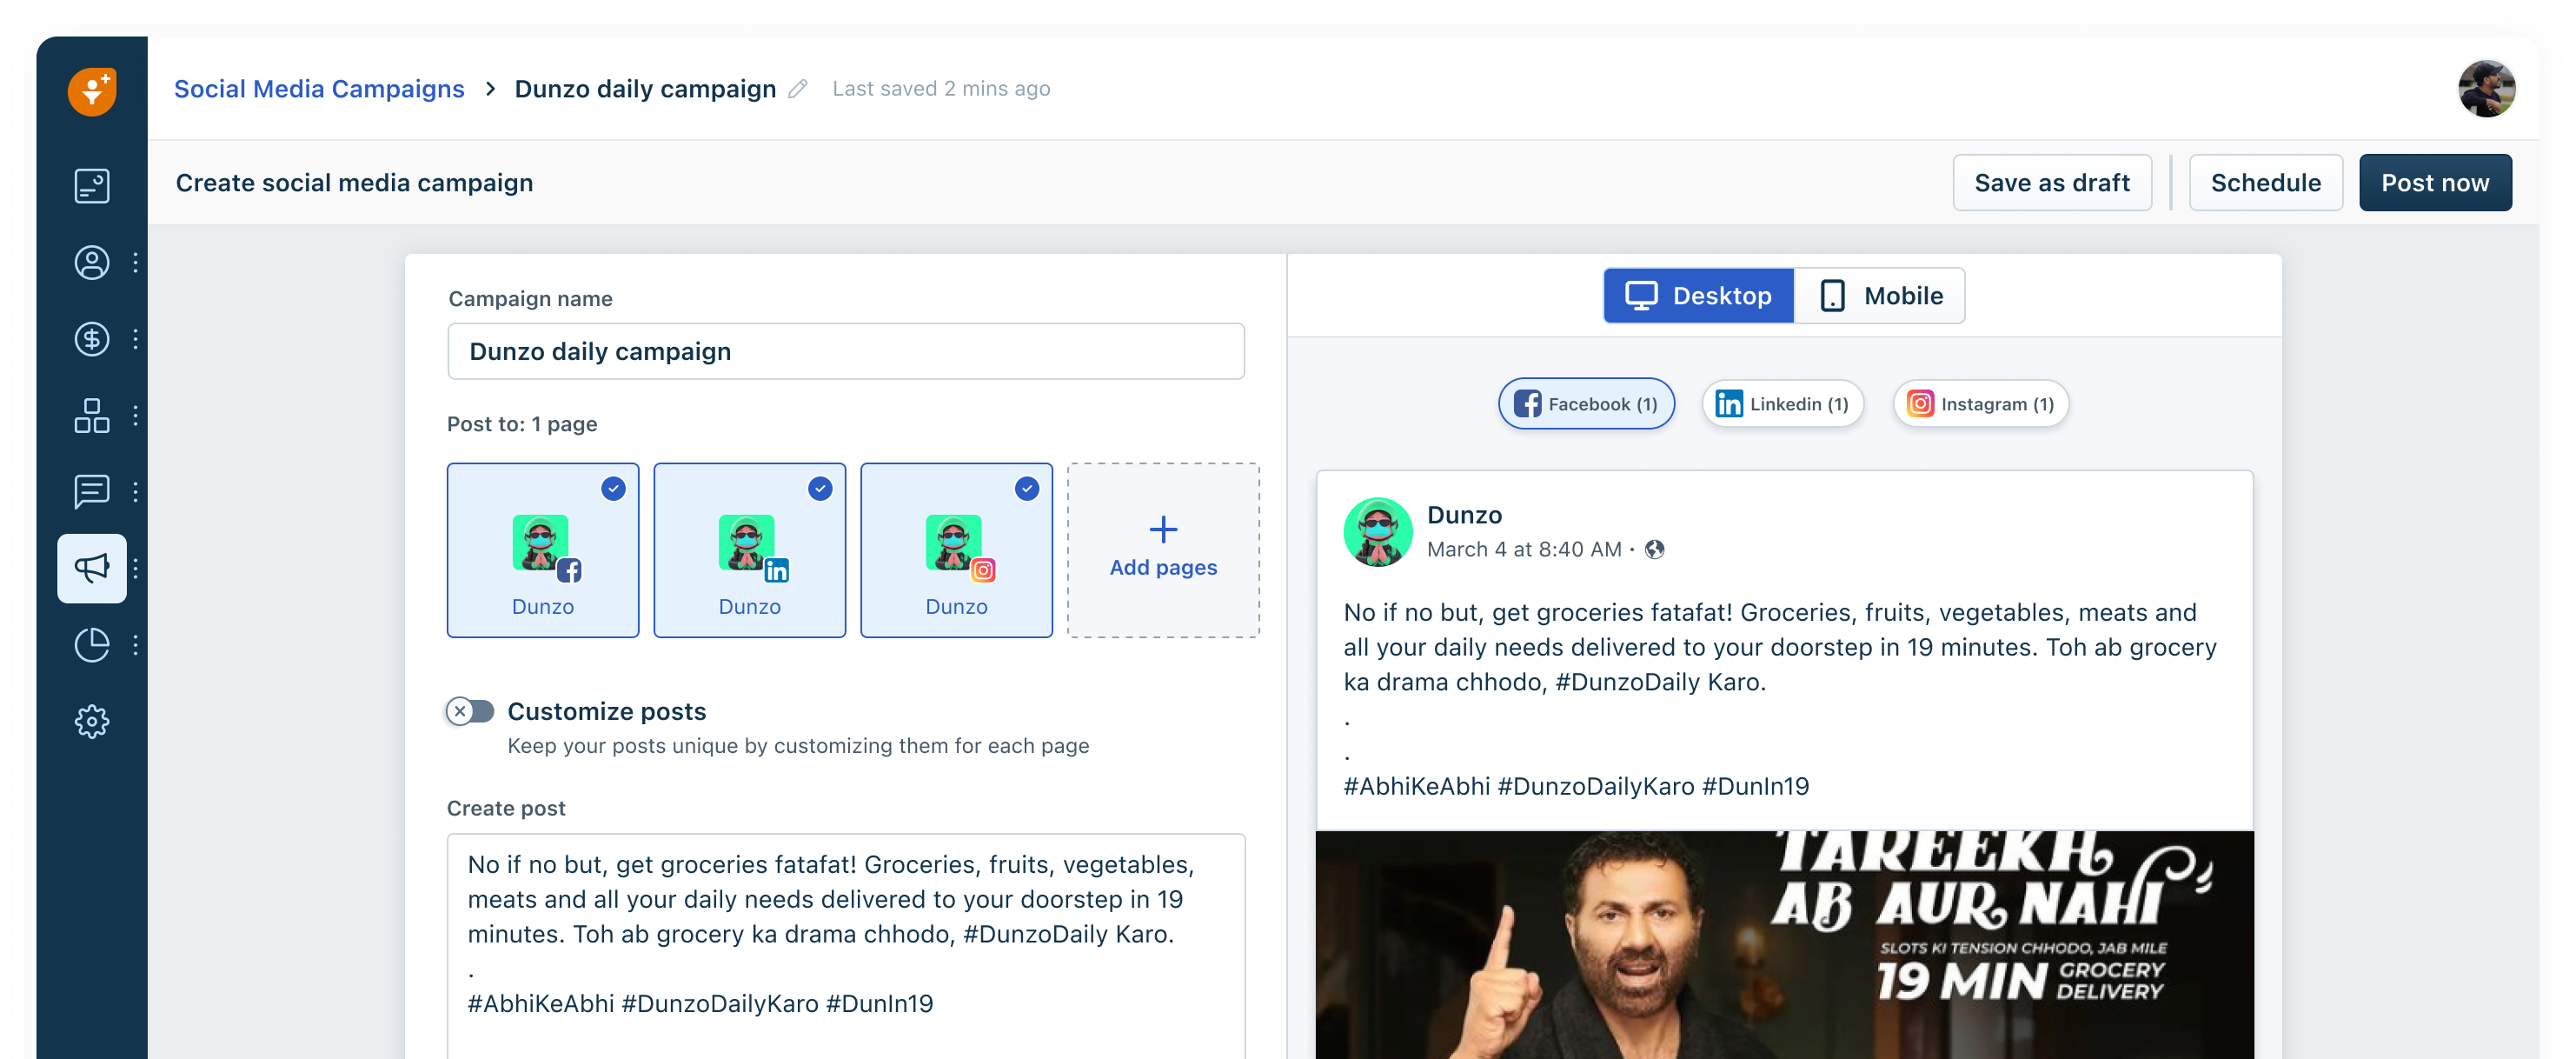 Social Media Campaigns > Dunzo daily campaign Last saved 2 mins ago
Create social media campaign
Save as draft
Schedule
Post now
Campaign name
Dunzo daily campaign
Post to: 1 page
Dunzo
Dunzo
Dunzo
Add pages
Customize posts
Keep your posts unique by customizing them for each page
Create post
No if no but, get groceries fatafat! Groceries, fruits, vegetables,
meats and all your daily needs delivered to your doorstep in 19
minutes. Toh ab grocery ka drama chhodo, #DunzoDaily Karo.
.
#AbhiKeAbhi #DunzoDailyKaro #DunIn19
Desktop
Mobile
Facebook (1)
Linkedin (1)
Instagram (1)
Dunzo
March 4 at 8:40 AM ·
No if no but, get groceries fatafat! Groceries, fruits, vegetables, meats and
all your daily needs delivered to your doorstep in 19 minutes. Toh ab grocery
ka drama chhodo, #DunzoDaily Karo.
.
.
#AbhiKeAbhi #DunzoDailyKaro #DunIn19
TAREEKH
AB AUR NAHI
SLOTS KI TENSION CHHODO, JAB MILE
19 MIN GROCERY DELIVERY